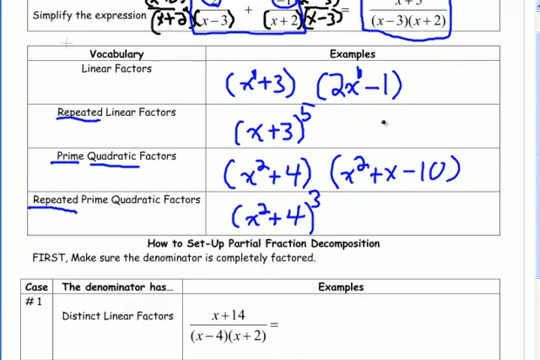 Simplify the expression (x+2)(x−3) + (x+2)(x−3) = (x−3)(x+2)
Vocabulary Examples
Linear Factors (x¹+3) (2x¹−1)
Repeated Linear Factors (x+3)⁵
Prime Quadratic Factors (x²+4) (x²+x−10)
Repeated Prime Quadratic Factors (x²+4)³
How to Set-Up Partial Fraction Decomposition
FIRST, Make sure the denominator is completely factored.
Case The denominator has... Examples
#1
Distinct Linear Factors x+14
(x−4)(x+2) =